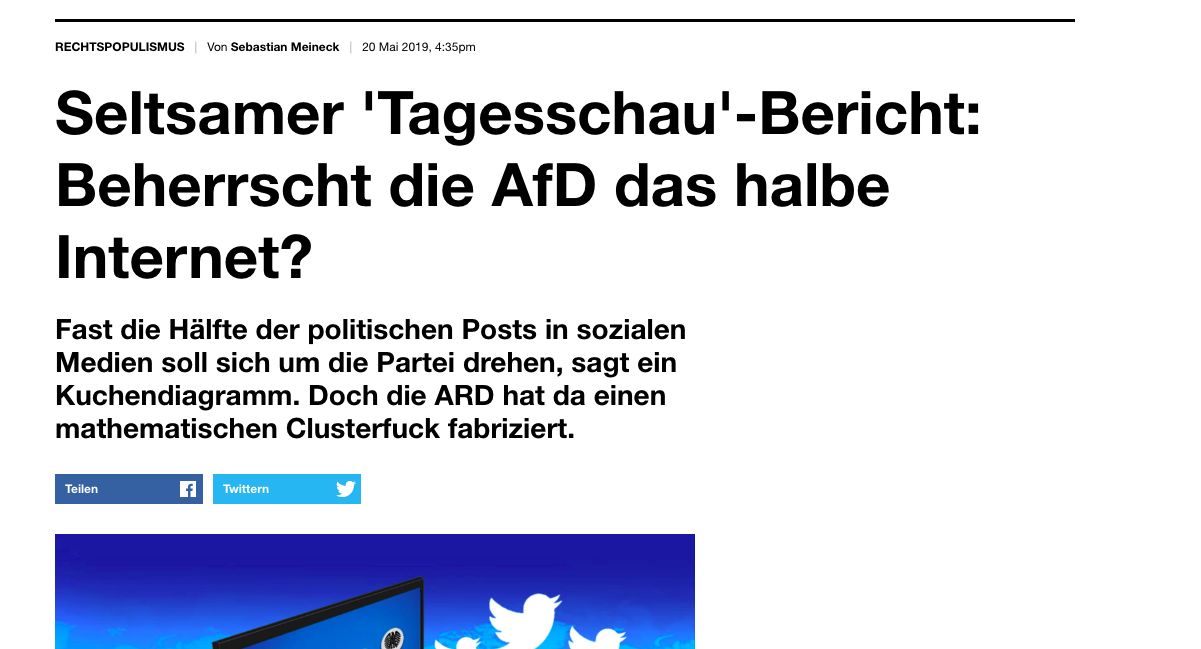 RECHTSPOPULISMUS | Von Sebastian Meineck | 20 Mai 2019, 4:35pm
Seltsamer 'Tagesschau'-Bericht:
Beherrscht die AfD das halbe
Internet?
Fast die Hälfte der politischen Posts in sozialen
Medien soll sich um die Partei drehen, sagt ein
Kuchendiagramm. Doch die ARD hat da einen
mathematischen Clusterfuck fabriziert.
Teilen Twittern